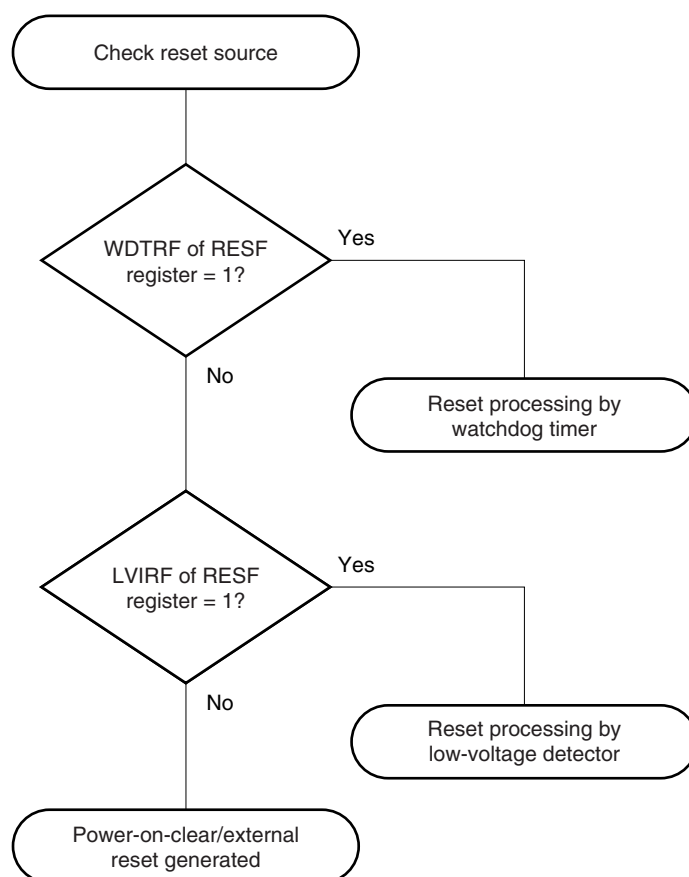 Check reset source
WDTRF of RESF
register = 1?
Yes
No
Reset processing by
watchdog timer
LVIRF of RESF
register = 1?
Yes
No
Reset processing by
low-voltage detector
Power-on-clear/external
reset generated